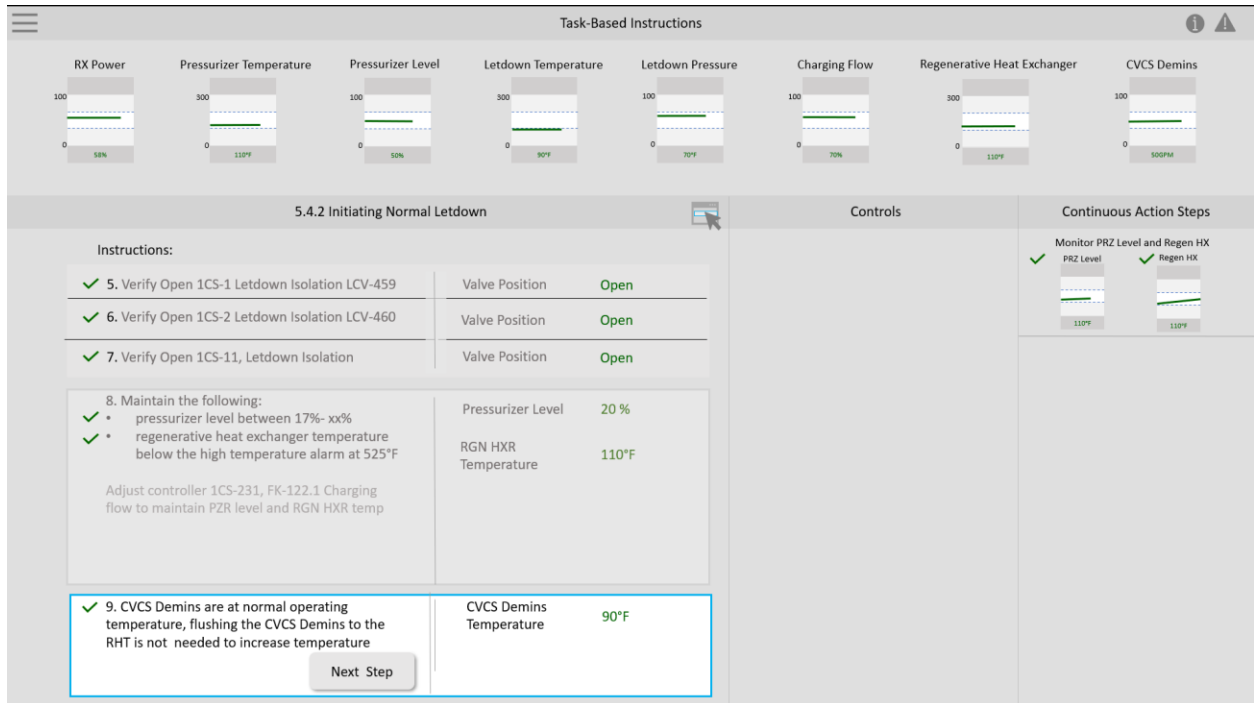 Task-Based Instructions
RX Power
Pressurizer Temperature
Pressurizer Level
Letdown Temperature
Letdown Pressure
Charging Flow
Regenerative Heat Exchanger
CVCS Demins
100
0
58%
300
0
110°F
100
0
50%
300
0
90°F
100
0
70°F
100
0
70%
300
0
110°F
100
0
50GPM
5.4.2 Initiating Normal Letdown
Controls
Continuous Action Steps
Instructions:
5. Verify Open 1CS-1 Letdown Isolation LCV-459
Valve Position
Open
6. Verify Open 1CS-2 Letdown Isolation LCV-460
Valve Position
Open
7. Verify Open 1CS-11, Letdown Isolation
Valve Position
Open
8. Maintain the following:
• pressurizer level between 17%- xx%
• regenerative heat exchanger temperature
below the high temperature alarm at 525°F
Adjust controller 1CS-231, FK-122.1 Charging
flow to maintain PZR level and RGN HXR temp
Pressurizer Level
20 %
RGN HXR
Temperature
110°F
9. CVCS Demins are at normal operating
temperature, flushing the CVCS Demins to the
RHT is not needed to increase temperature
Next Step
CVCS Demins
Temperature
90°F
Monitor PRZ Level and Regen HX
PRZ Level
Regen HX
110°F
110°F